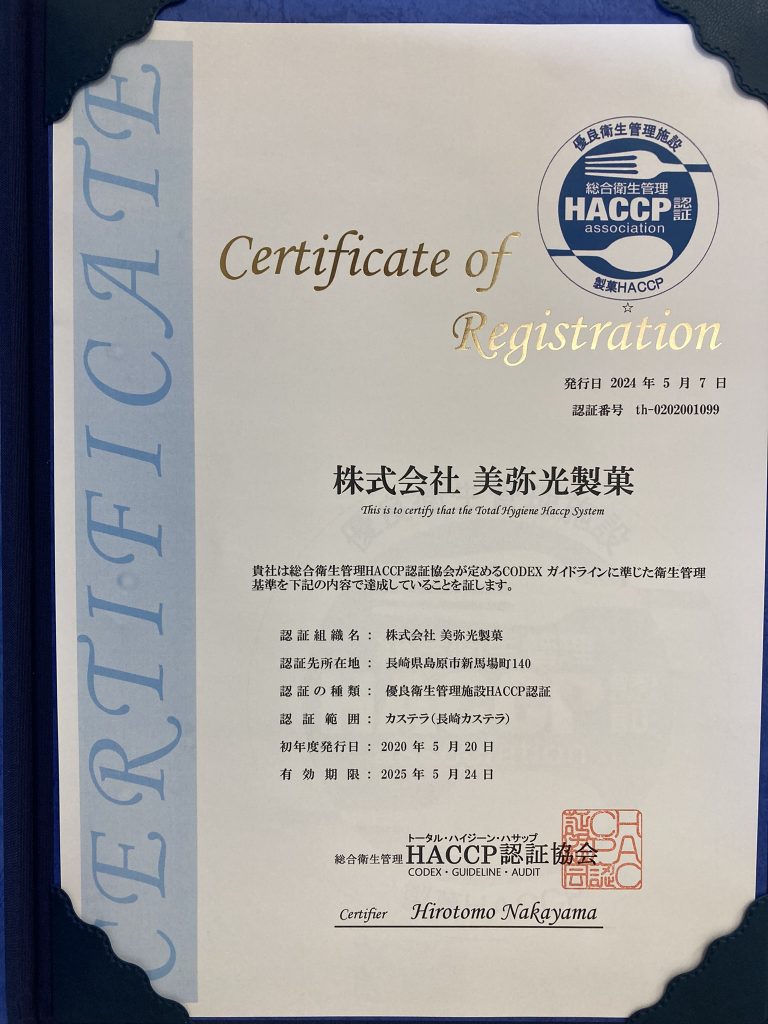 CERTIFICATE
優良衛生管理施設
総合衛生管理
HACCP認証
association
製菓HACCP
☆
Certificate of
Registration
発行日 2024 年 5 月 7 日
認証番号 th-0202001099
株式会社 美弥光製菓
This is to certify that the Total Hygiene Haccp System
貴社は総合衛生管理HACCP認証協会が定めるCODEX ガイドラインに準じた衛生管理
基準を下記の内容で達成していることを証します。
認証組織名： 株式会社 美弥光製菓
認証先所在地： 長崎県島原市新馬場町140
認証の種類： 優良衛生管理施設HACCP認証
認証範囲： カステラ（長崎カステラ）
初年度発行日： 2020 年 5 月 20 日
有効期限： 2025 年 5 月 24 日
トータル・ハイジーン・ハサップ
総合衛生管理 HACCP認証協会
CODEX・GUIDELINE・AUDIT
Certifier Hirotomo Nakayama